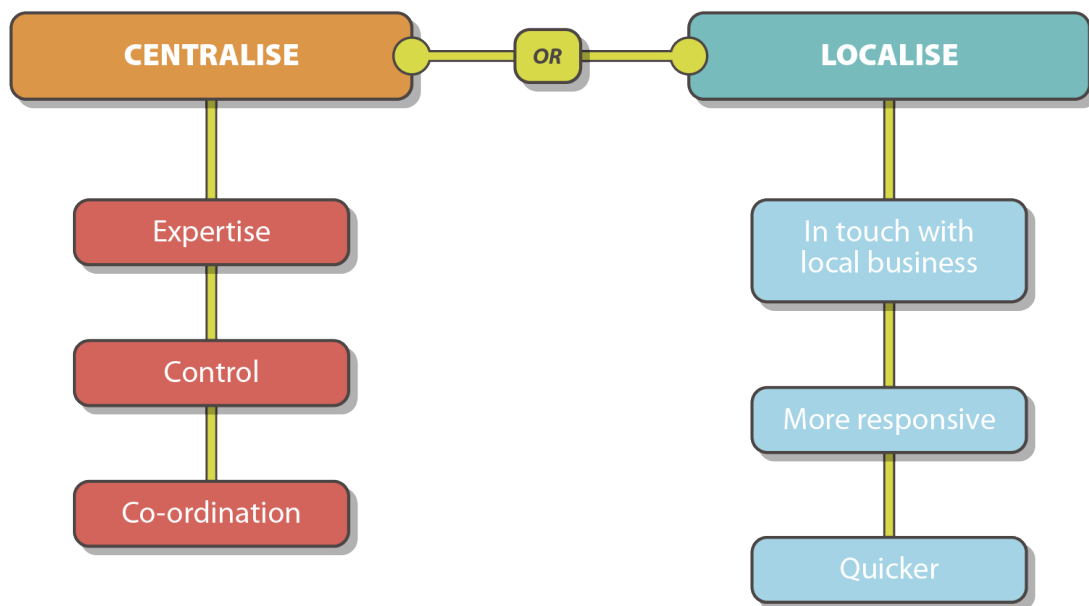 CENTRALISE
OR
LOCALISE
Expertise
Control
Co-ordination
In touch with
local business
More responsive
Quicker